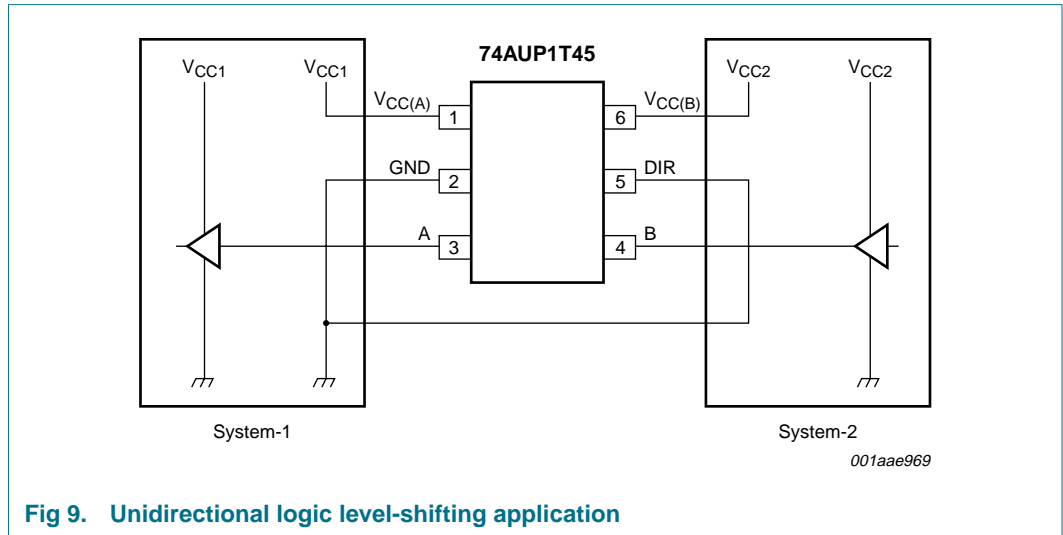 74AUP1T45
VCC1 VCC1 VCC2 VCC2
VCC(A) VCC(B)
1 6
GND DIR
2 5
A B
3 4
System-1 System-2
001aae969
Fig 9. Unidirectional logic level-shifting application